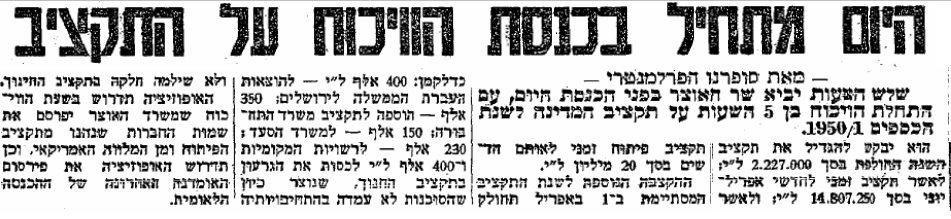 היום מתחיל בכנסת הוויכוח על התקציב
— מאת סופרנו הפרלמנטרי —
שלש הצעות יביא שר האוצר בפני הכנסת היום, עם
התחלת הויכוח בן 5 השעות על תקציב המדינה לשנת
הכספים 1950/1.
הוא יבקש להגדיל את תקציב
השנה החולפת בסך 2.227.000 ל"י;
לאשר תקציב זמני לחדשי אפריל־
יוני בסך 14.807.250 ל"י; ולאשר
תקציב פיתוח זמני לאותם חד־
שים בסך 20 מיליון ל"י.
ההקצבה הנוספת לשנת התקציב
המסתיימת ב־1 באפריל תחולק
כדלקמן: 400 אלף ל"י — להוצאות
העברת הממשלה לירושלים; 350
אלף — הוספה לתקציב משרד התח־
בורה; 150 אלף — למשרד הסעד;
230 אלף — לרשויות המקומיות
ו־400 אלף ל"י לכסות את הגרעון
בתקציב החנוך, שנוצר כיון
שהסוכנות לא עמדה בהתחייבויותיה
ולא שילמה חלקה בתקציב החינוך.
האופוזיציה תדרוש בשעת הווי־
כוח שמשרד האוצר יפרסם את
שמות החברות שנהנו מתקציב
הפיתוח ומן המלווה האמריקאי. וכן
תדרוש האופוזיציה את פירסום
האומדנה האחרונה של ההכנסה
הלאומית.